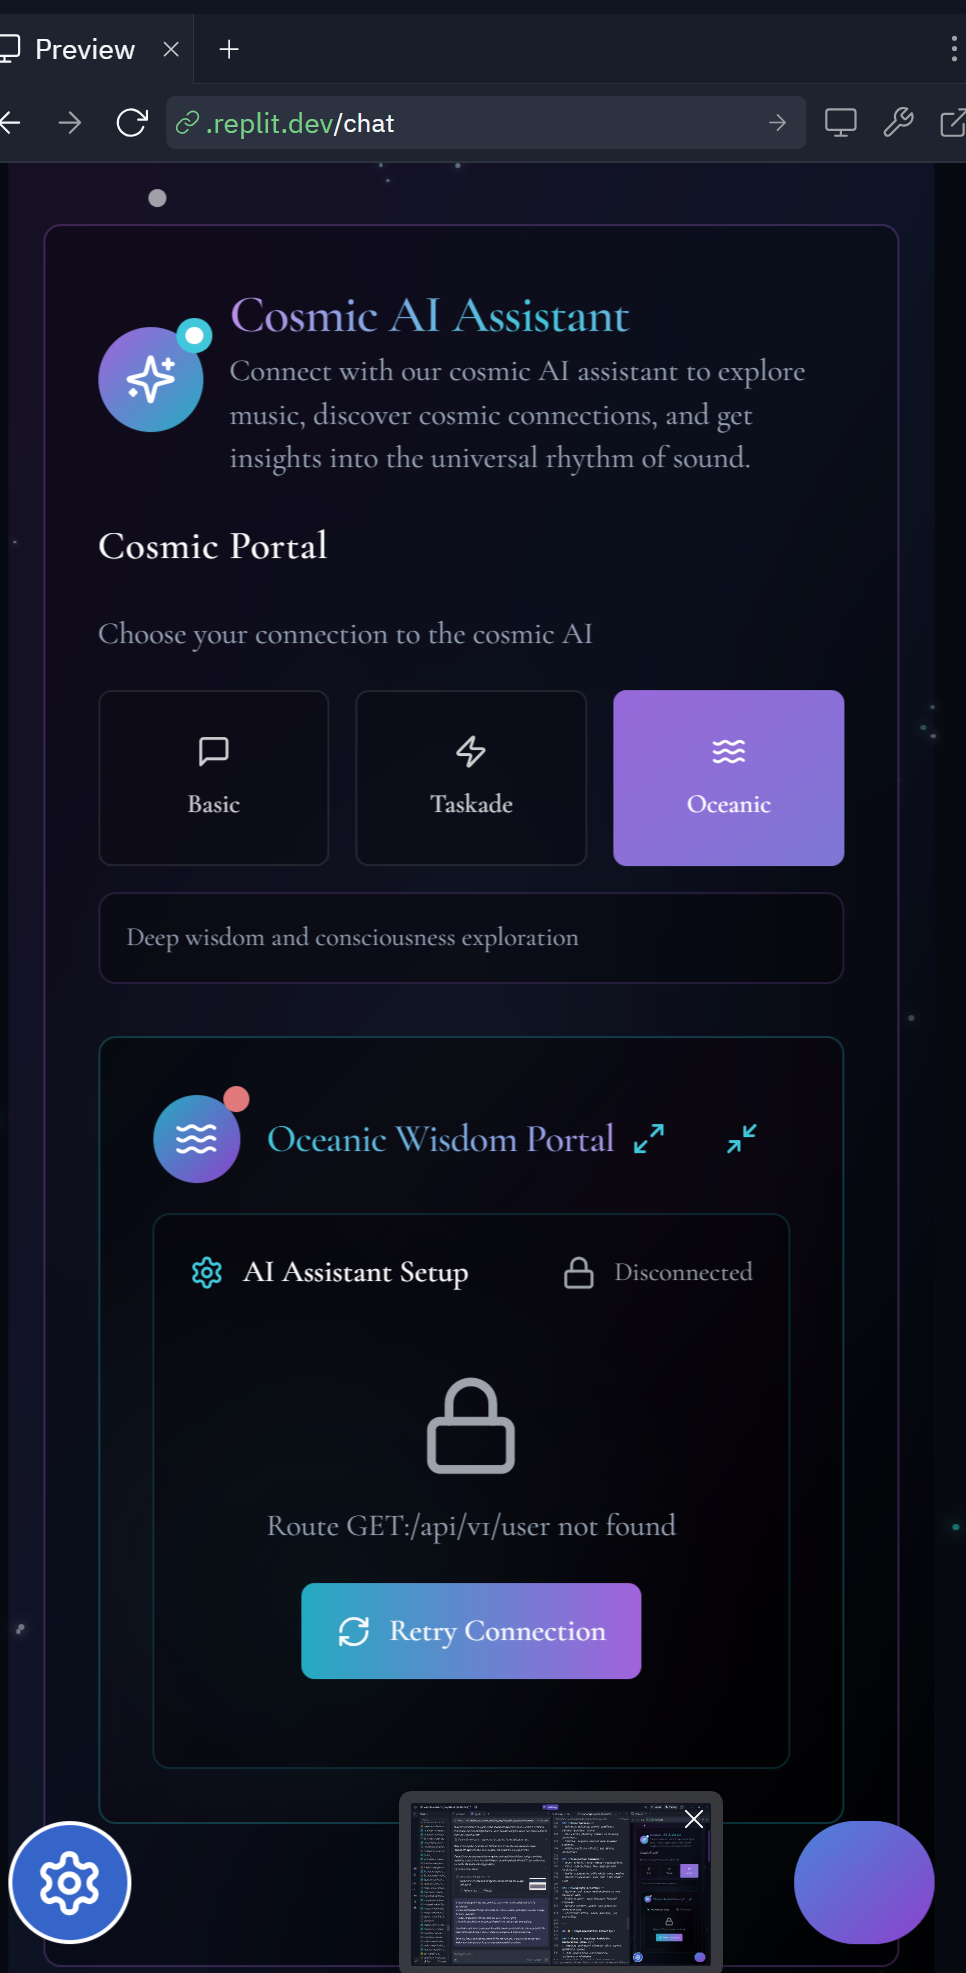 Preview
.replit.dev/chat
Cosmic AI Assistant
Connect with our cosmic AI assistant to explore
music, discover cosmic connections, and get
insights into the universal rhythm of sound.
Cosmic Portal
Choose your connection to the cosmic AI
Basic
Taskade
Oceanic
Deep wisdom and consciousness exploration
Oceanic Wisdom Portal
AI Assistant Setup
Disconnected
Route GET:/api/v1/user not found
Retry Connection